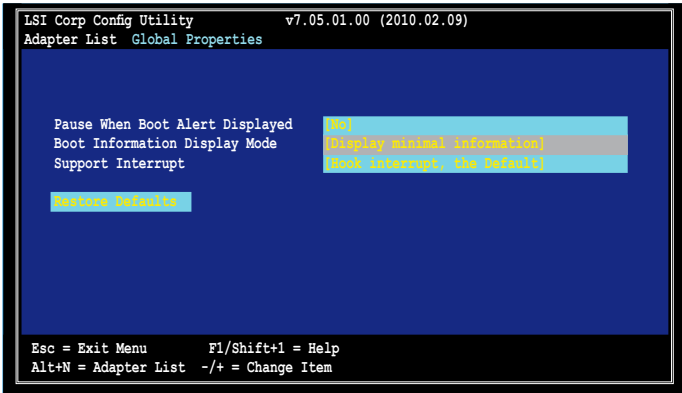 LSI Corp Config Utility v7.05.01.00 (2010.02.09)
Adapter List Global Properties
Pause When Boot Alert Displayed [No]
Boot Information Display Mode [Display minimal information]
Support Interrupt [Hook interrupt, the Default]
Restore Defaults
Esc = Exit Menu F1/Shift+1 = Help
Alt+N = Adapter List -/+ = Change Item